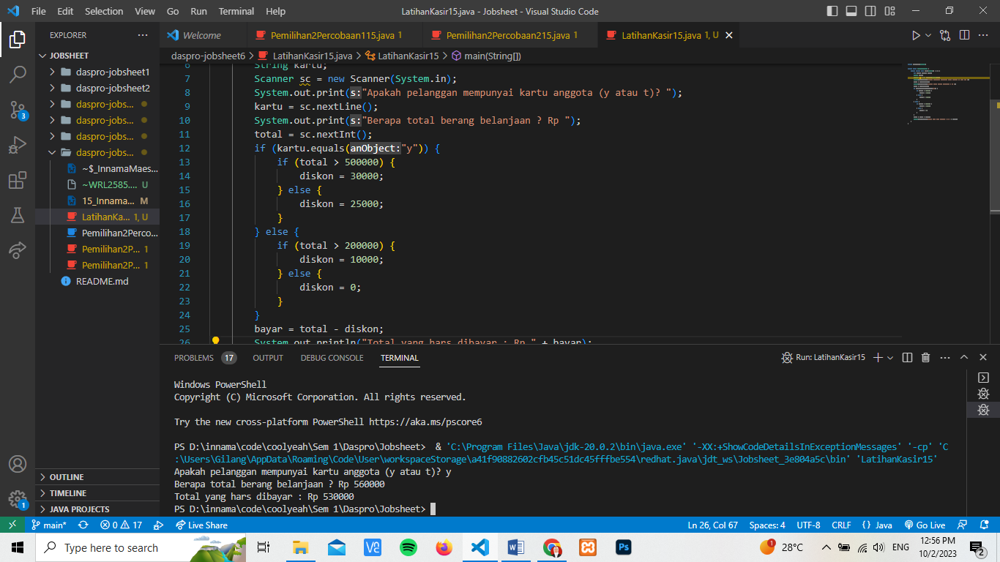 File Edit Selection View Go Run Terminal Help
LatihanKasir15.java - Jobsheet - Visual Studio Code
EXPLORER
JOBSHEET
daspro-jobsheet1
daspro-jobsheet2
daspro-jobs...
daspro-jobs...
daspro-jobs...
daspro-jobs...
~$_InnamaMaes...
~WRL2585.... U
15_Innama... M
LatihanKa... 1, U
Pemilihan2Perco...
Pemilihan2P... 1
Pemilihan2P... 1
README.md
OUTLINE
TIMELINE
JAVA PROJECTS
3
1
Welcome
Pemilihan2Percobaan115.java 1
Pemilihan2Percobaan215.java 1
LatihanKasir15.java 1, U
daspro-jobsheet6 > LatihanKasir15.java > LatihanKasir15 > main(String[])
6 String kartu;
7 Scanner sc = new Scanner(System.in);
8 System.out.print(s:"Apakah pelanggan mempunyai kartu anggota (y atau t)? ");
9 kartu = sc.nextLine();
10 System.out.print(s:"Berapa total berang belanjaan ? Rp ");
11 total = sc.nextInt();
12 if (kartu.equals(anObject:"y")) {
13 if (total > 500000) {
14 diskon = 30000;
15 } else {
16 diskon = 25000;
17 }
18 } else {
19 if (total > 200000) {
20 diskon = 10000;
21 } else {
22 diskon = 0;
23 }
24 }
25 bayar = total - diskon;
26 System.out.println("Total yang hars dibayar : Rp " + bayar);
PROBLEMS 17 OUTPUT DEBUG CONSOLE TERMINAL
Run: LatihanKasir15
Windows PowerShell
Copyright (C) Microsoft Corporation. All rights reserved.
Try the new cross-platform PowerShell https://aka.ms/pscore6
PS D:\innama\code\coolyeah\Sem 1\Daspro\Jobsheet> & 'C:\Program Files\Java\jdk-20.0.2\bin\java.exe' '-XX:+ShowCodeDetailsInExceptionMessages' '-cp' 'C
:\Users\Gilang\AppData\Roaming\Code\User\workspaceStorage\a41f90882602cfb45c51dc45fffbe554\redhat.java\jdt_ws\Jobsheet_3e804a5c\bin' 'LatihanKasir15'
Apakah pelanggan mempunyai kartu anggota (y atau t)? y
Berapa total berang belanjaan ? Rp 560000
Total yang hars dibayar : Rp 530000
PS D:\innama\code\coolyeah\Sem 1\Daspro\Jobsheet>
main* 0 17 Live Share
Ln 26, Col 67 Spaces: 4 UTF-8 CRLF {} Java Go Live
Type here to search
Ps
1 28°C ENG
12:56 PM
10/2/2023
2